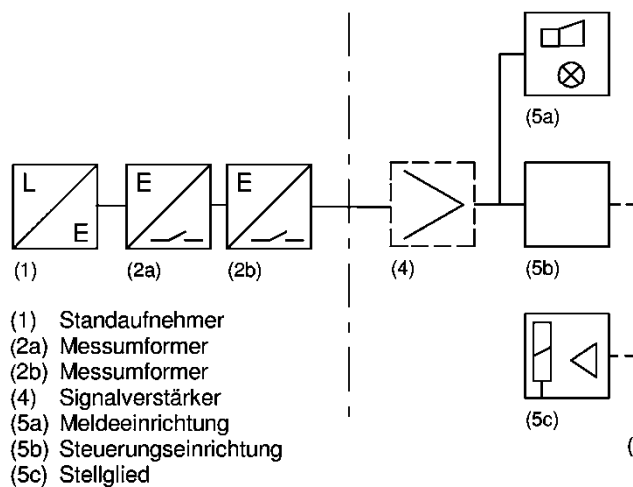 (5a)
L E E E
(1) (2a) (2b) (4) (5b)
(1) Standaufnehmer
(2a) Messumformer
(2b) Messumformer
(4) Signalverstärker
(5a) Meldeeinrichtung
(5b) Steuerungseinrichtung
(5c) Stellglied
(5c)
(